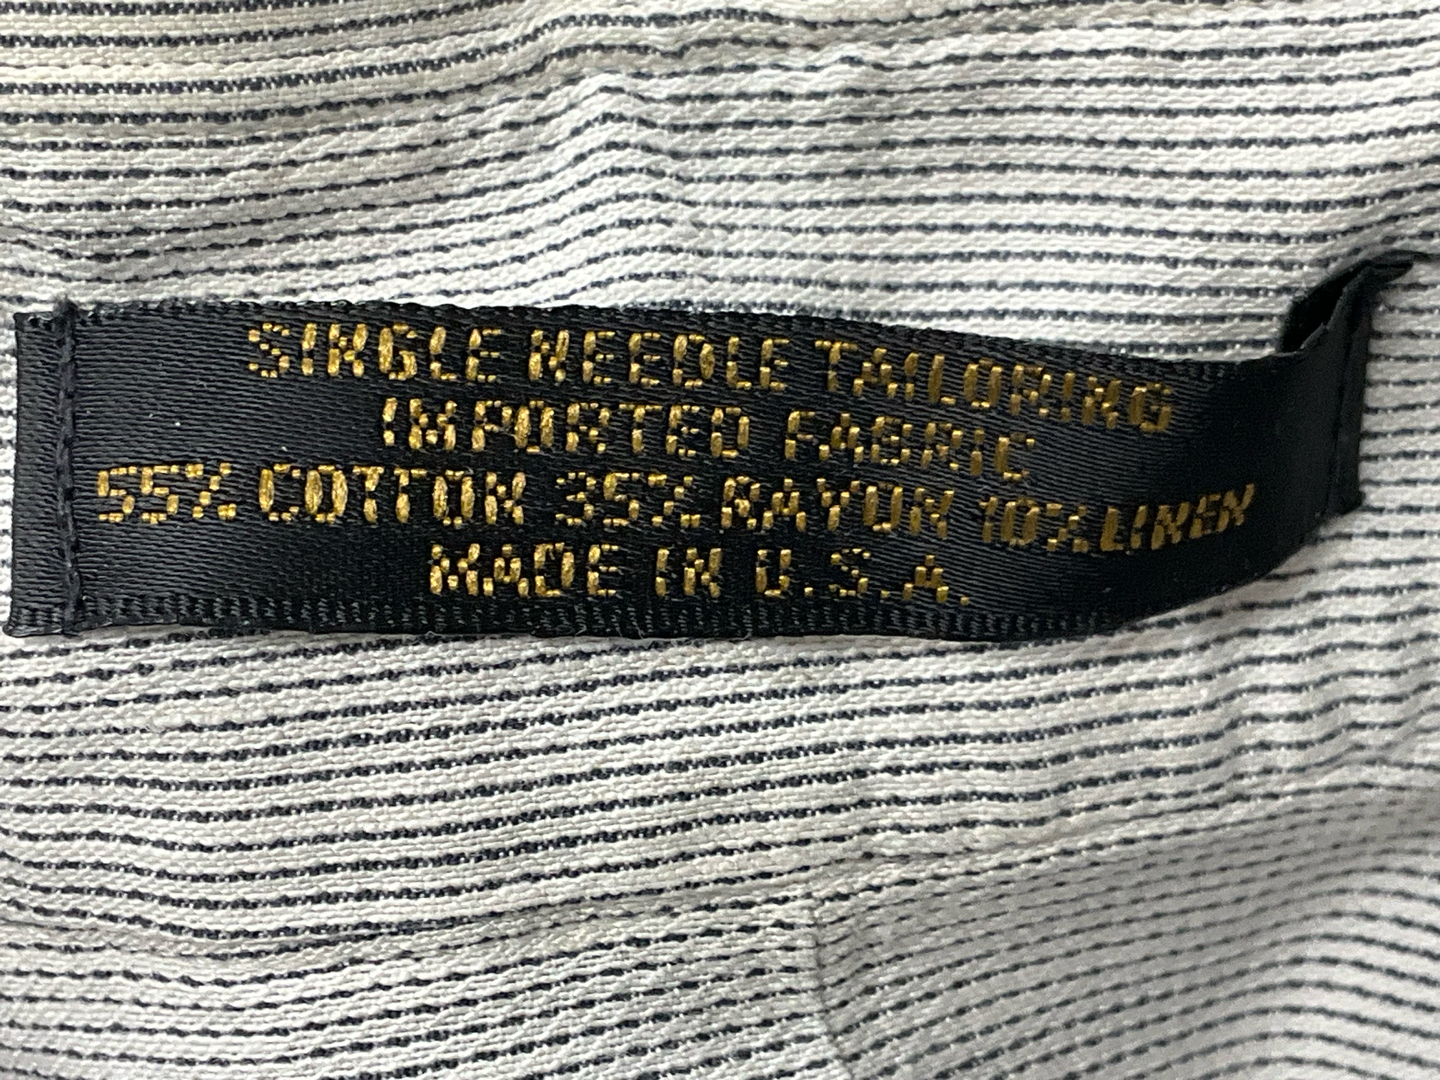 SINGLE NEEDLE TAILORING
IMPORTED FABRIC
55% COTTON 35% RAYON 10% LINEN
MADE IN U.S.A.